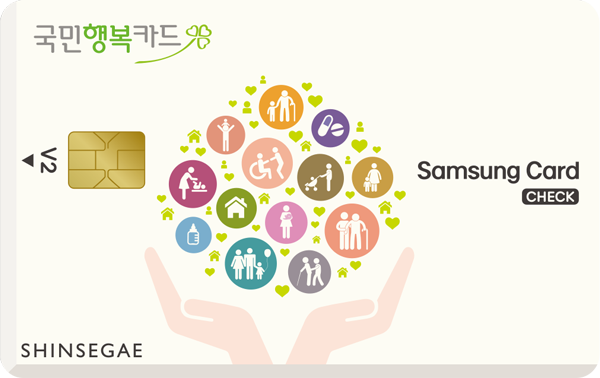 국민행복카드
V2
Samsung Card
CHECK
SHINSEGAE